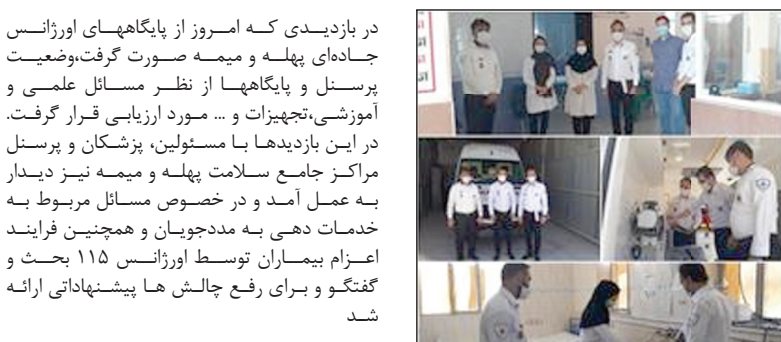 در بازدیدی که امروز از پایگاههای اورژانس
جاده‌ای پهله و میمه صورت گرفت،وضعیت
پرسنل و پایگاهها از نظر مسائل علمی و
آموزشی،تجهیزات و ... مورد ارزیابی قرار گرفت.
در این بازدیدها با مسئولین، پزشکان و پرسنل
مراکز جامع سلامت پهله و میمه نیز دیدار
به عمل آمد و در خصوص مسائل مربوط به
خدمات دهی به مددجویان و همچنین فرایند
اعزام بیماران توسط اورژانس ۱۱۵ بحث و
گفتگو و برای رفع چالش ها پیشنهاداتی ارائه
شد